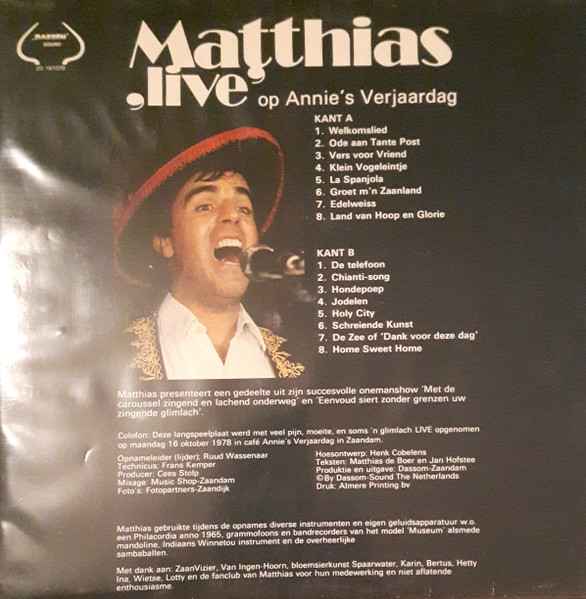 „DASSEM”
SOUND
Matthias
‚live’ op Annie's Verjaardag
KANT A
1. Welkomslied
2. Ode aan Tante Post
3. Vers voor Vriend
4. Klein Vogeleintje
5. La Spanjola
6. Groet m'n Zaanland
7. Edelweiss
8. Land van Hoop en Glorie
KANT B
1. De telefoon
2. Chianti-song
3. Hondepoep
4. Jodelen
5. Holy City
6. Schreiende Kunst
7. De Zee of 'Dank voor deze dag'
8. Home Sweet Home
Matthias presenteert een gedeelte uit zijn succesvolle onemanshow 'Met de
caroussel zingend en lachend onderweg' en 'Eenvoud siert zonder grenzen uw
zingende glimlach'.
Colofon: Deze langspeelplaat werd met veel pijn, moeite, en soms 'n glimlach LIVE opgenomen
op maandag 16 oktober 1978 in café Annie's Verjaardag in Zaandam.
Opnameleider (lijder); Ruud Wassenaar
Technicus: Frans Kemper
Producer: Cees Stolp
Mixage: Music Shop-Zaandam
Foto's: Fotopartners-Zaandijk
Hoesontwerp: Henk Cobelens
Teksten: Matthias de Boer en Jan Hofstee
Produktie en uitgave: Dassom-Zaandam
©By Dassom-Sound The Netherlands
Druk: Almere Printing bv
Matthias gebruikte tijdens de opnames diverse instrumenten en eigen geluidsapparatuur w.o.
een Philacordia anno 1965, grammofoons en bandrecorders van het model 'Museum' alsmede
mandoline, Indiaans Winnetou instrument en de overheerlijke
sambaballen.
Met dank aan: ZaanVizier, Van Ingen-Hoorn, bloemsierkunst Spaarwater, Karin, Bertus, Hetty
Ina, Wietse, Lotty en de fanclub van Matthias voor hun medewerking en niet aflatende
enthousiasme.